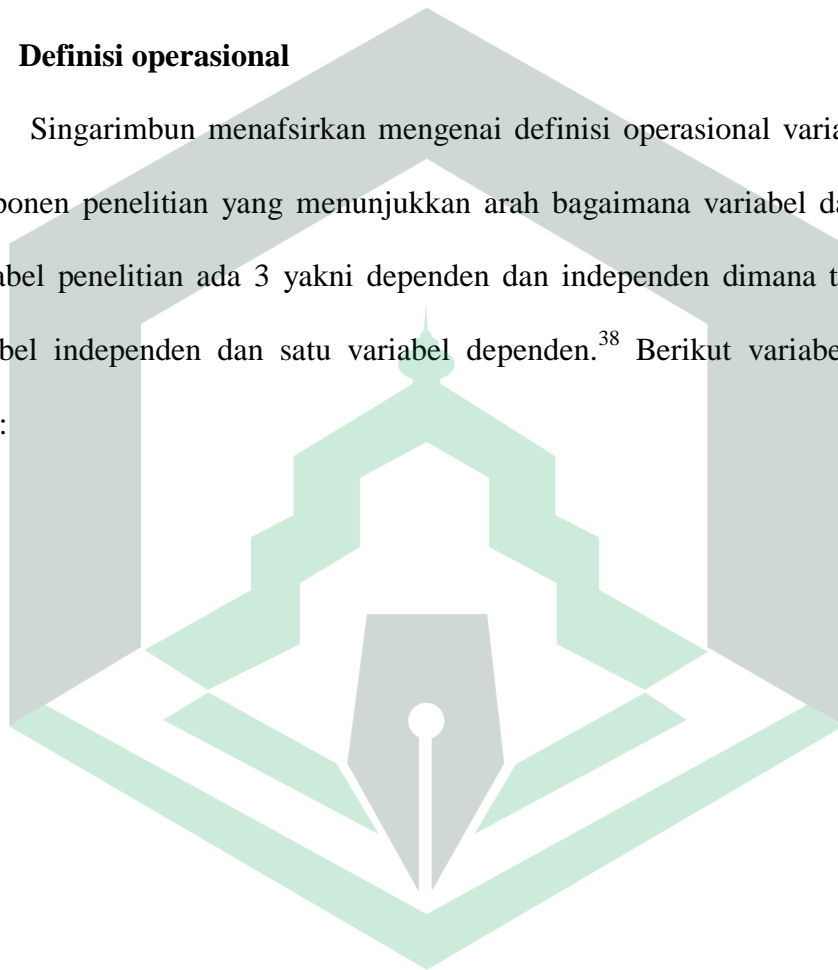 Definisi operasional
Singarimbun menafsirkan mengenai definisi operasional varia
ponen penelitian yang menunjukkan arah bagaimana variabel da
abel penelitian ada 3 yakni dependen dan independen dimana t
bel independen dan satu variabel dependen.³⁸ Berikut variabe
: